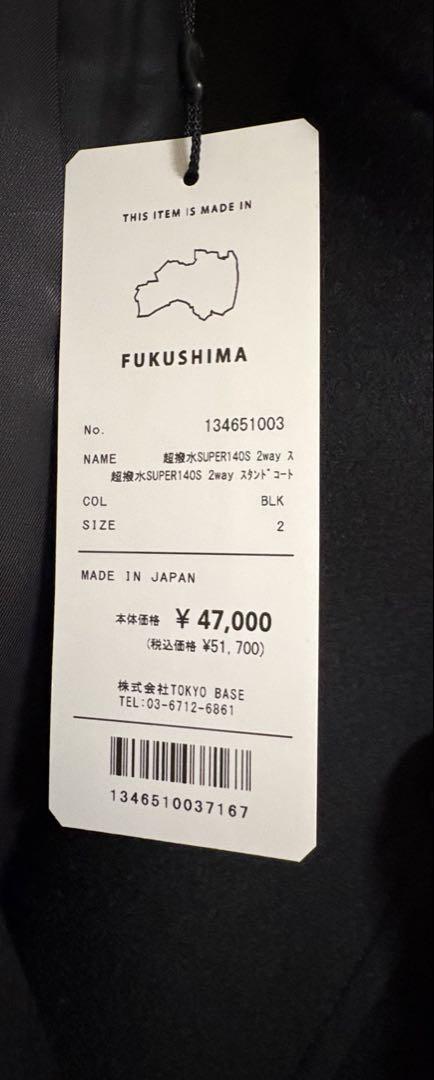 THIS ITEM IS MADE IN
FUKUSHIMA
No. 134651003
NAME 超撥水SUPER140S 2way ス
超撥水SUPER140S 2way ｽﾀﾝﾄﾞｺｰﾄ
COL BLK
SIZE 2
MADE IN JAPAN
本体価格 ¥ 47,000
(税込価格 ¥51,700)
株式会社TOKYO BASE
TEL:03-6712-6861
1346510037167